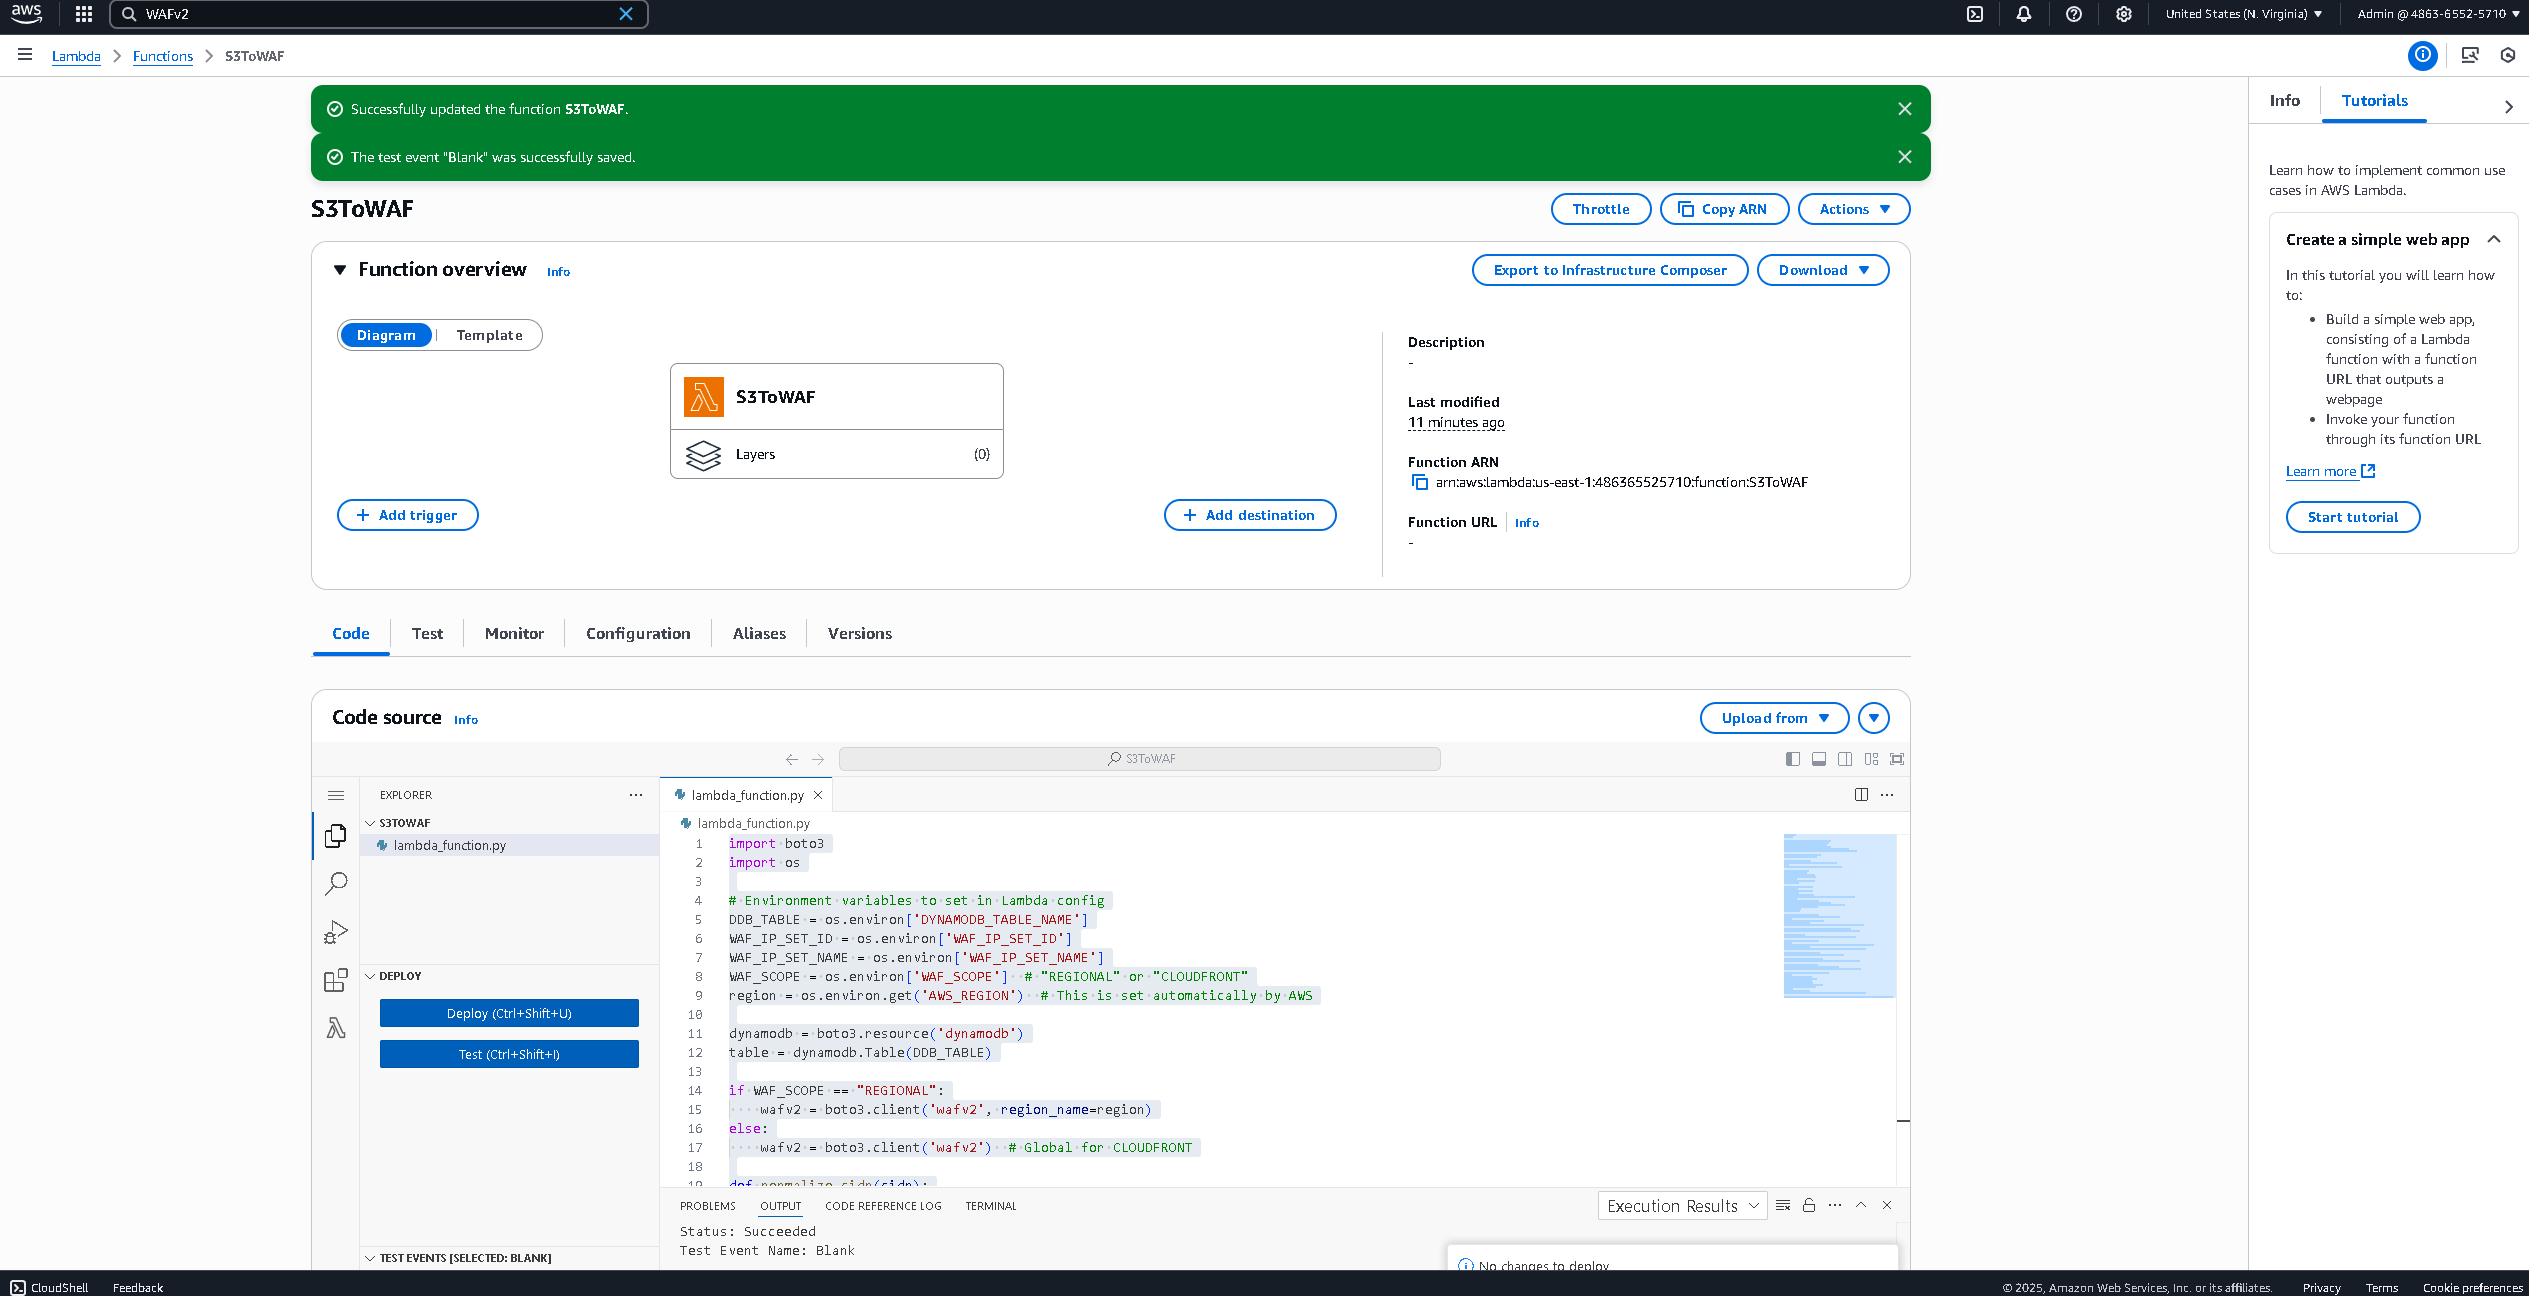 aws
WAFv2
United States (N. Virginia)
Admin @ 4863-6552-5710
Lambda
Functions
S3ToWAF
Successfully updated the function S3ToWAF.
The test event "Blank" was successfully saved.
S3ToWAF
Throttle
Copy ARN
Actions
Function overview
Info
Export to Infrastructure Composer
Download
Diagram
Template
S3ToWAF
Layers
(0)
+ Add trigger
+ Add destination
Description
-
Last modified
11 minutes ago
Function ARN
arn:aws:lambda:us-east-1:486365525710:function:S3ToWAF
Function URL
Info
-
Code
Test
Monitor
Configuration
Aliases
Versions
Code source
Info
Upload from
S3ToWAF
EXPLORER
S3TOWAF
lambda_function.py
DEPLOY
Deploy (Ctrl+Shift+U)
Test (Ctrl+Shift+I)
TEST EVENTS [SELECTED: BLANK]
lambda_function.py
lambda_function.py
1 import boto3
2 import os
3
4 # Environment variables to set in Lambda config
5 DDB_TABLE = os.environ['DYNAMODB_TABLE_NAME']
6 WAF_IP_SET_ID = os.environ['WAF_IP_SET_ID']
7 WAF_IP_SET_NAME = os.environ['WAF_IP_SET_NAME']
8 WAF_SCOPE = os.environ['WAF_SCOPE']  # "REGIONAL" or "CLOUDFRONT"
9 region = os.environ.get('AWS_REGION')  # This is set automatically by AWS
10
11 dynamodb = boto3.resource('dynamodb')
12 table = dynamodb.Table(DDB_TABLE)
13
14 if WAF_SCOPE == "REGIONAL":
15     wafv2 = boto3.client('wafv2', region_name=region)
16 else:
17     wafv2 = boto3.client('wafv2')  # Global for CLOUDFRONT
18
19 def normalize_cidr(cidr):
PROBLEMS
OUTPUT
CODE REFERENCE LOG
TERMINAL
Execution Results
Status: Succeeded
Test Event Name: Blank
No changes to deploy
Info
Tutorials
Learn how to implement common use
cases in AWS Lambda.
Create a simple web app
In this tutorial you will learn how
to:
• Build a simple web app,
consisting of a Lambda
function with a function
URL that outputs a
webpage
• Invoke your function
through its function URL
Learn more
Start tutorial
CloudShell
Feedback
© 2025, Amazon Web Services, Inc. or its affiliates.
Privacy
Terms
Cookie preferences